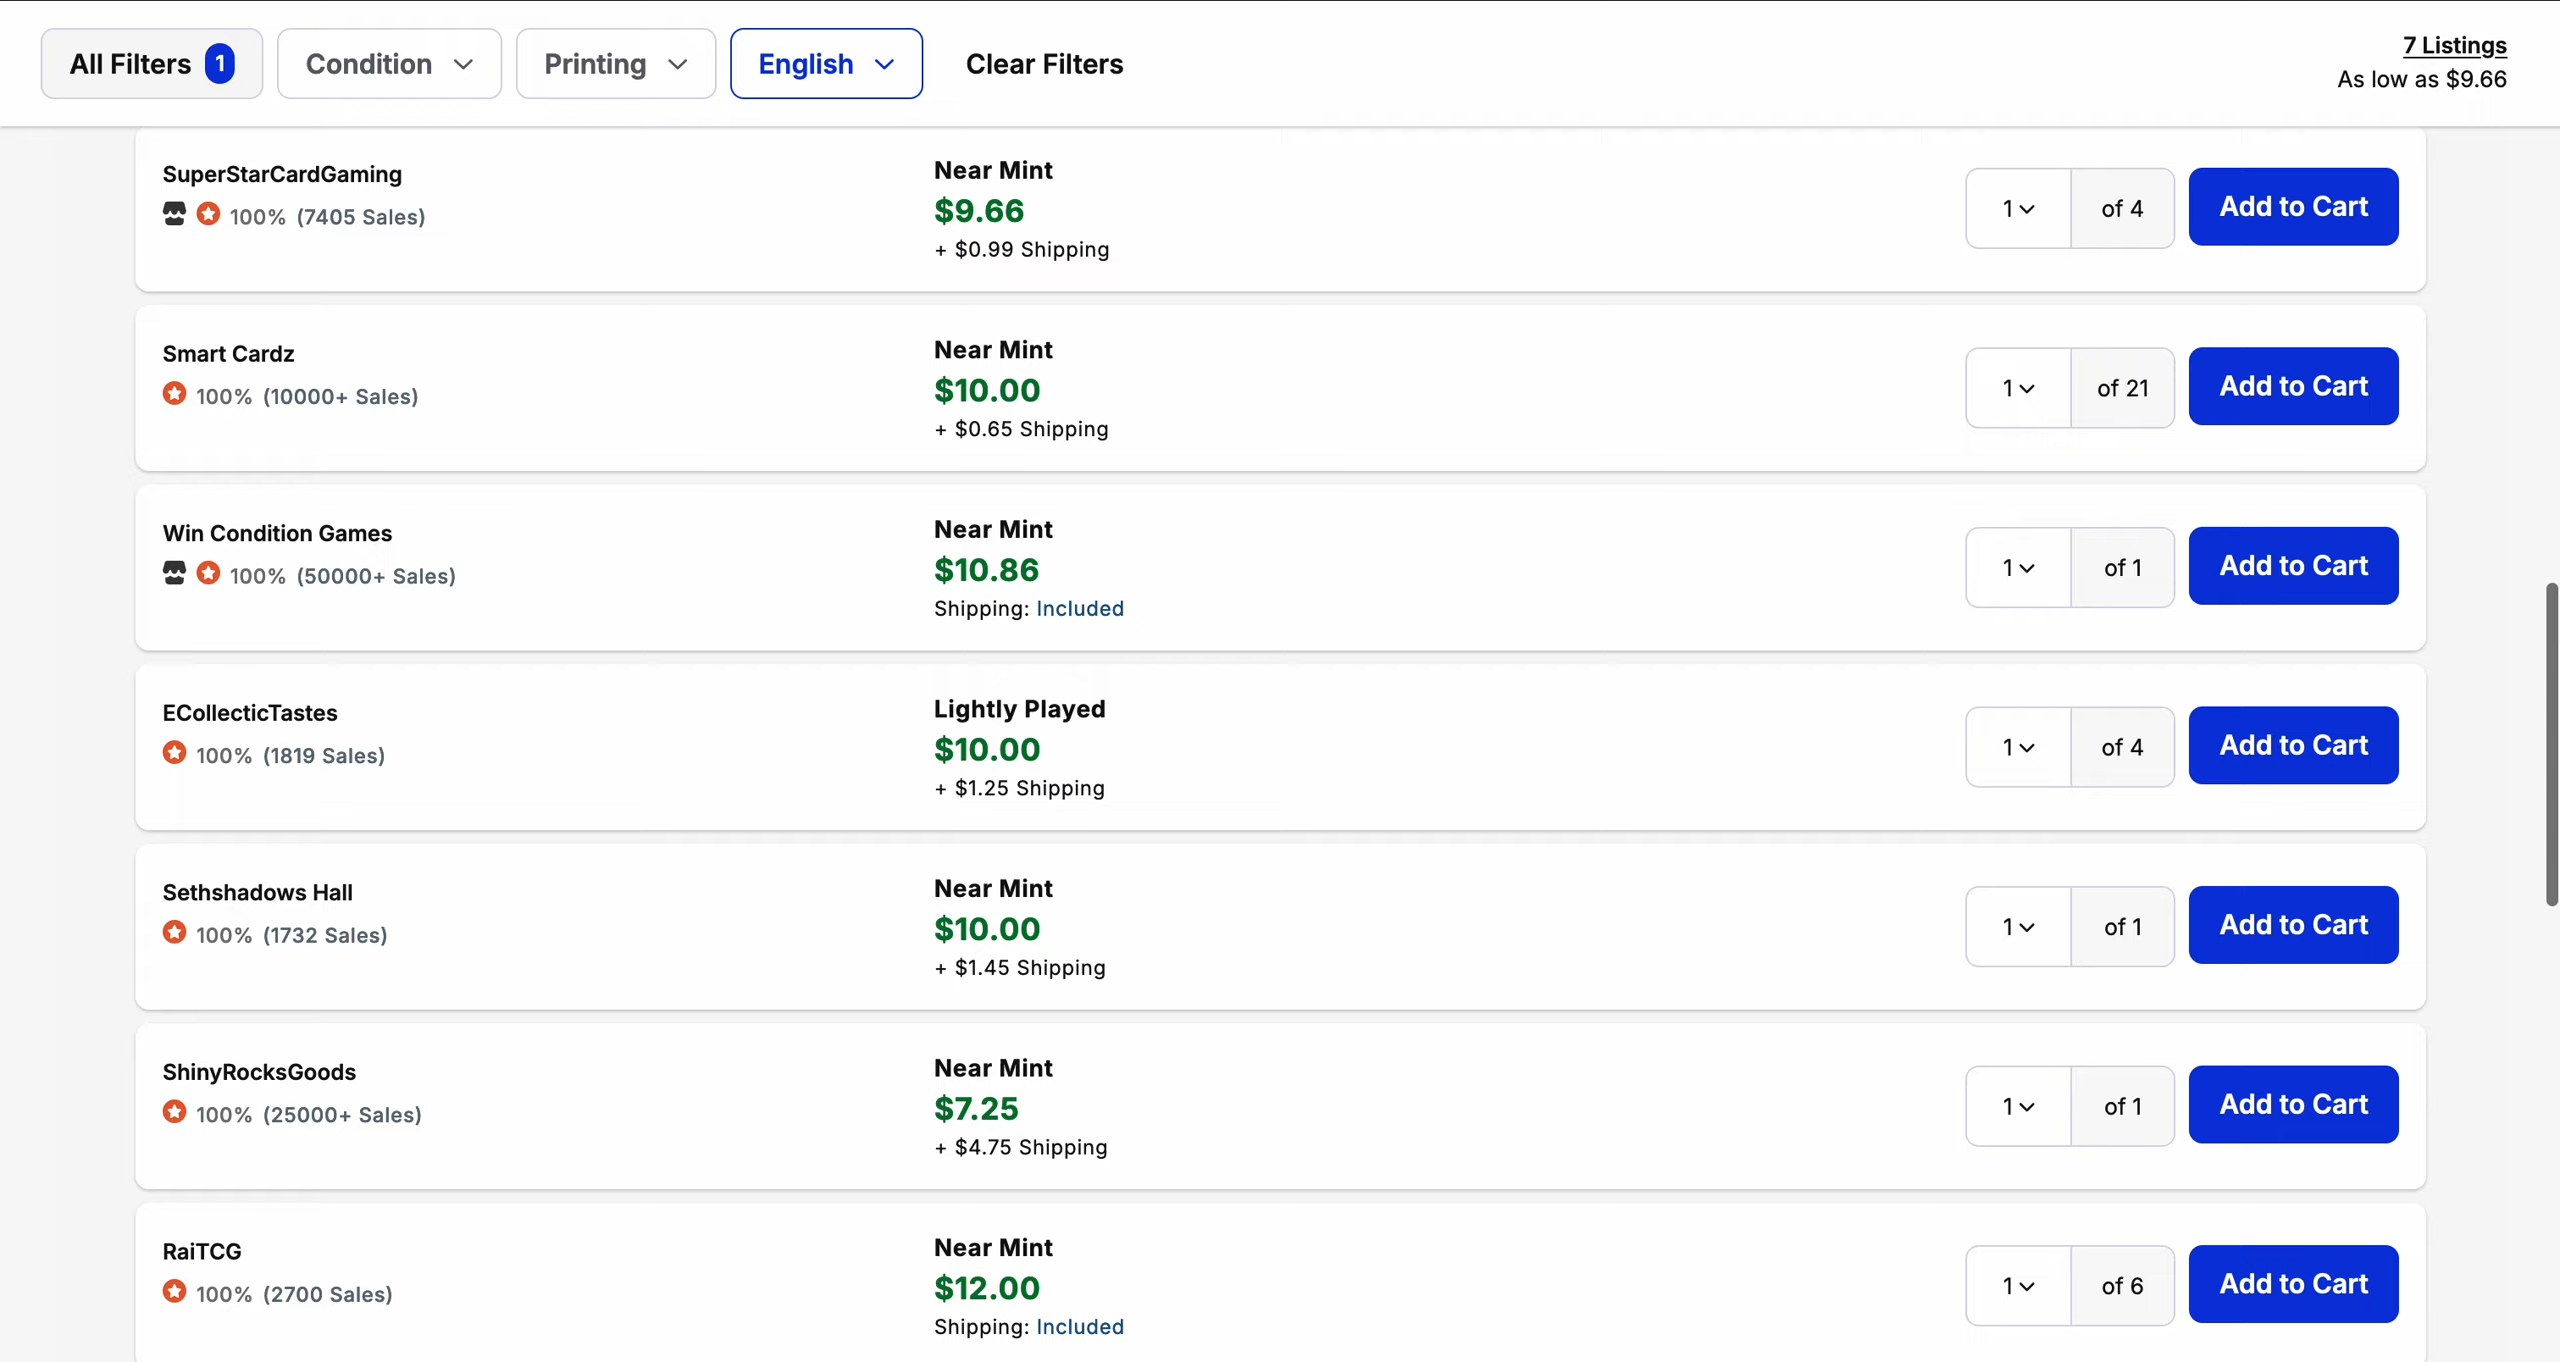 All Filters 1 Condition Printing English Clear Filters
7 Listings
As low as $9.66
SuperStarCardGaming
100% (7405 Sales)
Near Mint
$9.66
+ $0.99 Shipping
1 of 4 Add to Cart
Smart Cardz
100% (10000+ Sales)
Near Mint
$10.00
+ $0.65 Shipping
1 of 21 Add to Cart
Win Condition Games
100% (50000+ Sales)
Near Mint
$10.86
Shipping: Included
1 of 1 Add to Cart
ECollecticTastes
100% (1819 Sales)
Lightly Played
$10.00
+ $1.25 Shipping
1 of 4 Add to Cart
Sethshadows Hall
100% (1732 Sales)
Near Mint
$10.00
+ $1.45 Shipping
1 of 1 Add to Cart
ShinyRocksGoods
100% (25000+ Sales)
Near Mint
$7.25
+ $4.75 Shipping
1 of 1 Add to Cart
RaiTCG
100% (2700 Sales)
Near Mint
$12.00
Shipping: Included
1 of 6 Add to Cart